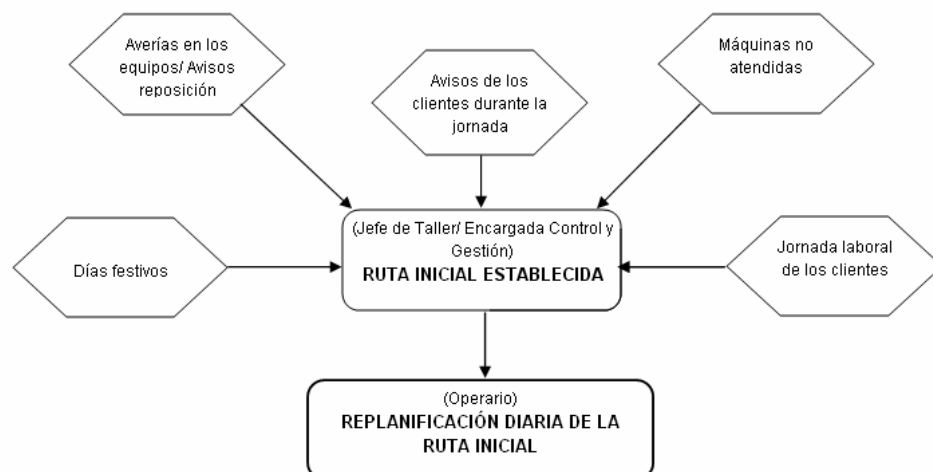 Averías en los
equipos/ Avisos
reposición
Avisos de los
clientes durante la
jornada
Máquinas no
atendidas
Días festivos
(Jefe de Taller/ Encargada Control y
Gestión)
RUTA INICIAL ESTABLECIDA
Jornada laboral
de los clientes
(Operario)
REPLANIFICACIÓN DIARIA DE LA
RUTA INICIAL